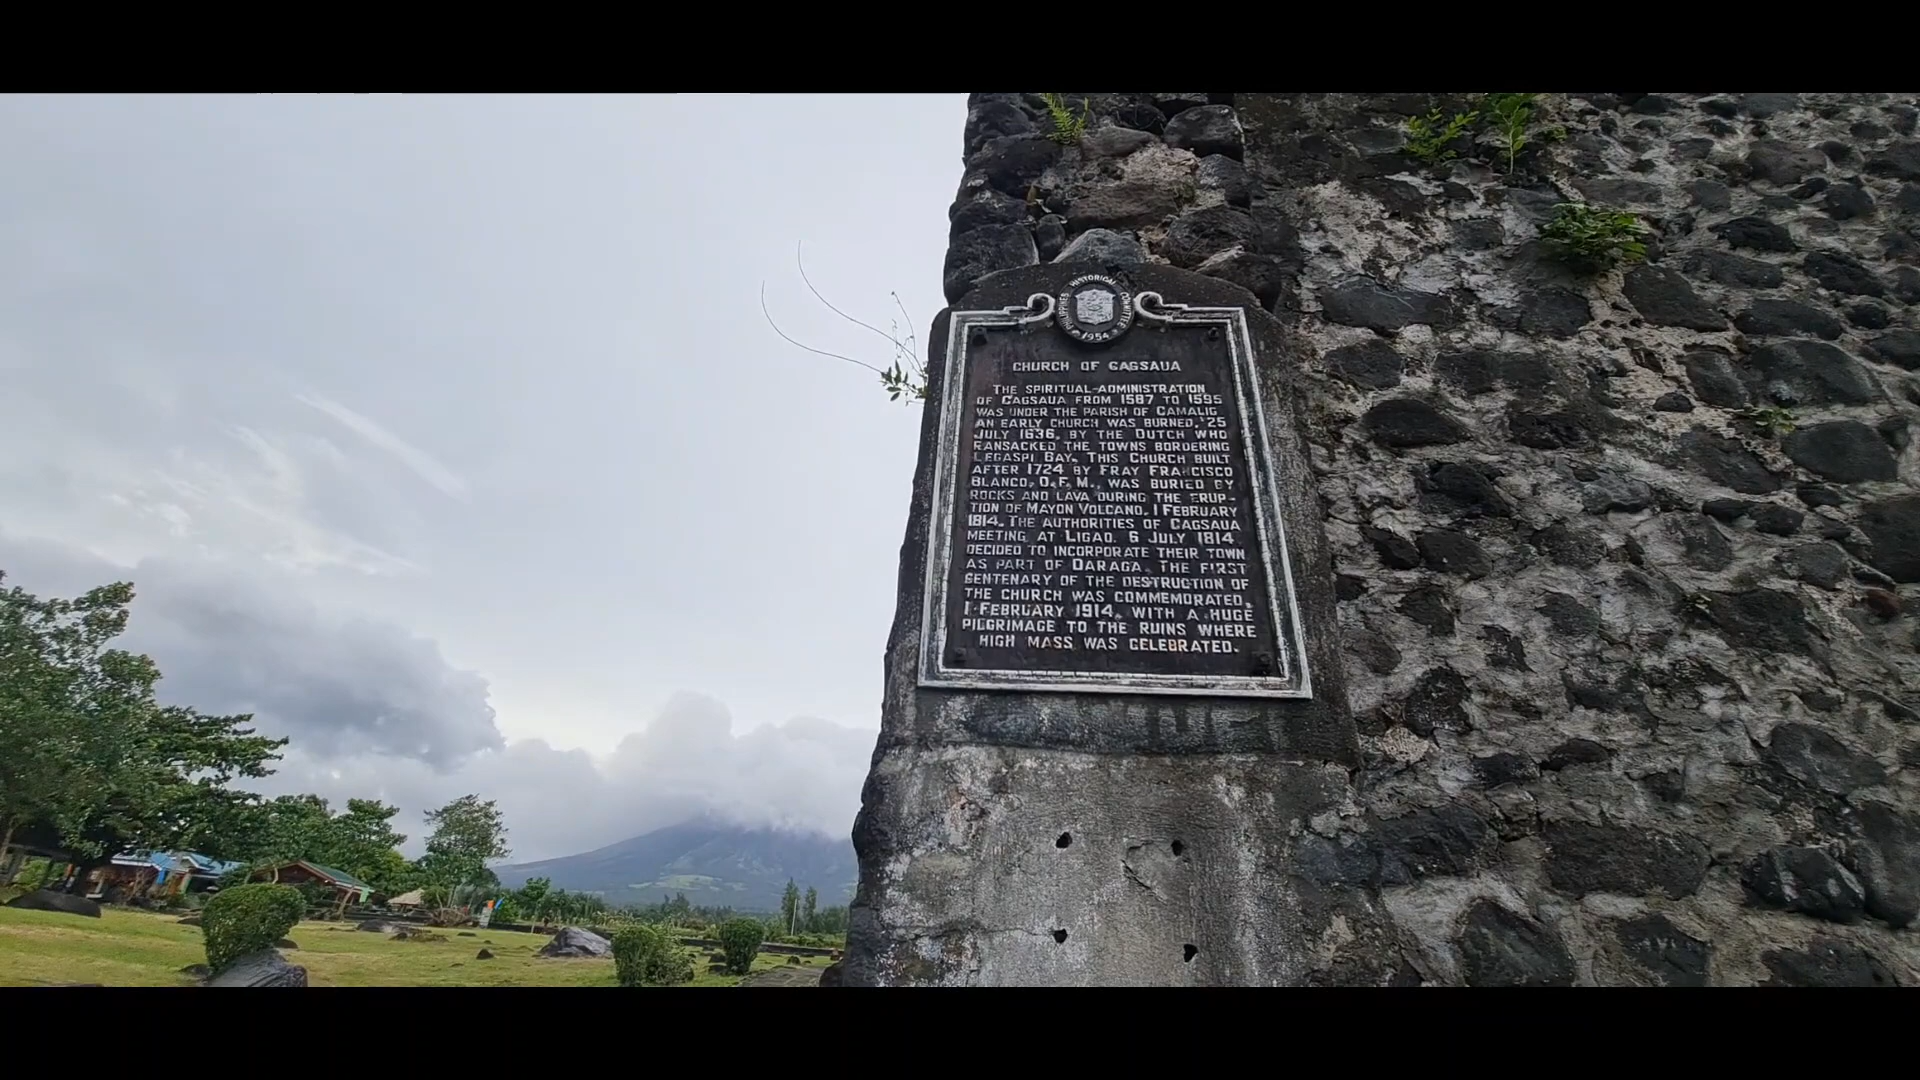 PHILIPPINES HISTORICAL COMMITTEE
1954
CHURCH OF CAGSAUA
THE SPIRITUAL ADMINISTRATION
OF CAGSAUA FROM 1587 TO 1595
WAS UNDER THE PARISH OF CAMALIG
AN EARLY CHURCH WAS BURNED, 25
JULY 1636, BY THE DUTCH WHO
RANSACKED THE TOWNS BORDERING
LEGASPI BAY. THIS CHURCH BUILT
AFTER 1724 BY FRAY FRANCISCO
BLANCO, O.F.M., WAS BURIED BY
ROCKS AND LAVA DURING THE ERUP-
TION OF MAYON VOLCANO, 1 FEBRUARY
1814. THE AUTHORITIES OF CAGSAUA
MEETING AT LIGAO, 6 JULY 1814
DECIDED TO INCORPORATE THEIR TOWN
AS PART OF DARAGA. THE FIRST
CENTENARY OF THE DESTRUCTION OF
THE CHURCH WAS COMMEMORATED,
1 FEBRUARY 1914, WITH A HUGE
PILGRIMAGE TO THE RUINS WHERE
HIGH MASS WAS CELEBRATED.